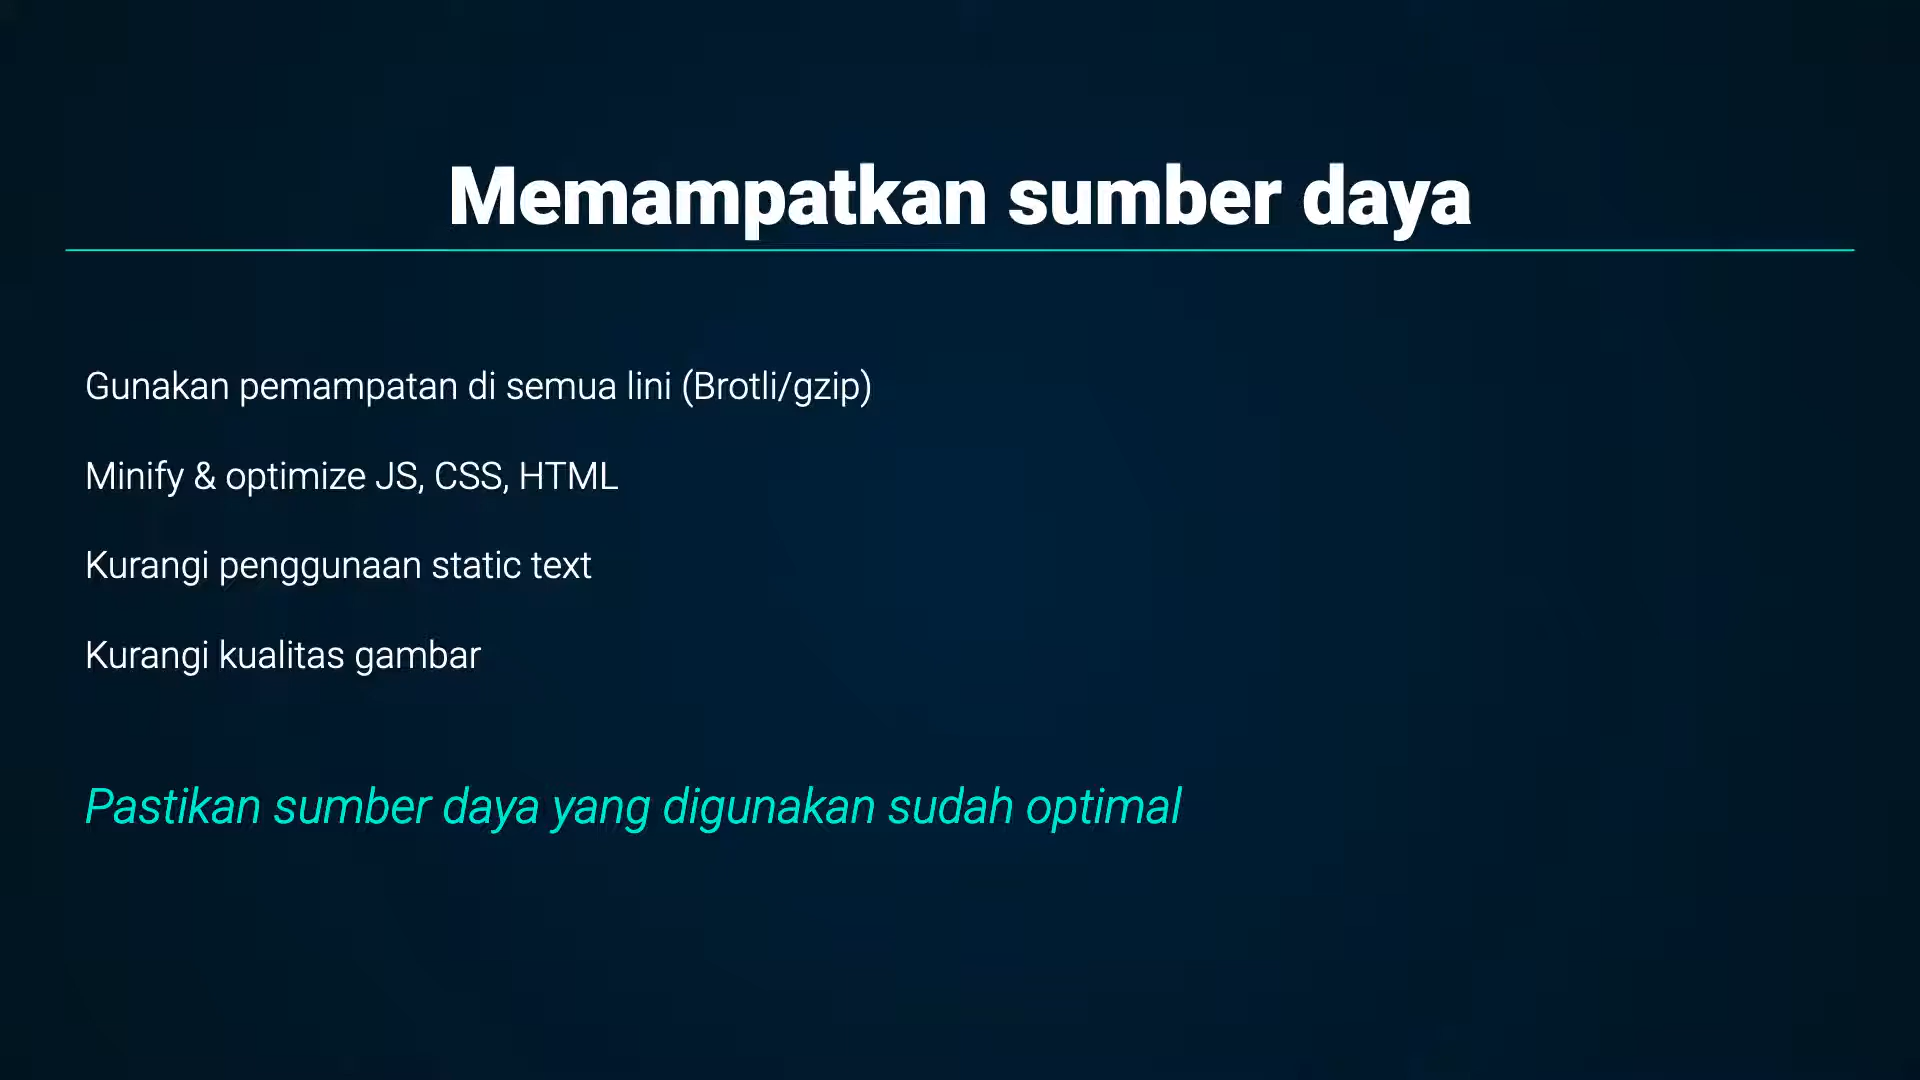 Memampatkan sumber daya
Gunakan pemampatan di semua lini (Brotli/gzip)
Minify & optimize JS, CSS, HTML
Kurangi penggunaan static text
Kurangi kualitas gambar
Pastikan sumber daya yang digunakan sudah optimal